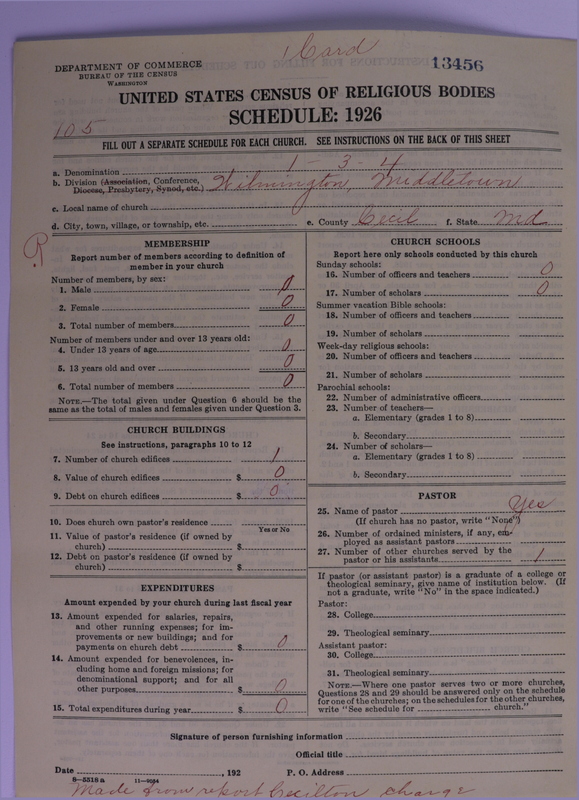 1 Card
13456
DEPARTMENT OF COMMERCE
BUREAU OF THE CENSUS
WASHINGTON
UNITED STATES CENSUS OF RELIGIOUS BODIES
SCHEDULE: 1926
105
FILL OUT A SEPARATE SCHEDULE FOR EACH CHURCH. SEE INSTRUCTIONS ON THE BACK OF THIS SHEET
a. Denomination 1-3-4
b. Division (Association, Conference, Diocese, Presbytery, Synod, etc.) Wilmington, Middletown
c. Local name of church
d. City, town, village, or township, etc. e. County Cecil f. State Md.
R
MEMBERSHIP
Report number of members according to definition of
member in your church
Number of members, by sex:
1. Male 0
2. Female 0
3. Total number of members 0
Number of members under and over 13 years old:
4. Under 13 years of age 0
5. 13 years old and over 0
6. Total number of members 0
NOTE.—The total given under Question 6 should be
same as the total of males and females given under Question 3.
CHURCH BUILDINGS
See instructions, paragraphs 10 to 12
7. Number of church edifices 1
8. Value of church edifices $ 0
9. Debt on church edifices $ 0
10. Does church own pastor's residence
Yes or No
11. Value of pastor's residence (if owned by
church) $
12. Debt on pastor's residence (if owned by
church) $
EXPENDITURES
Amount expended by your church during last fiscal year
13. Amount expended for salaries, repairs,
and other running expenses; for im-
provements or new buildings; and for
payments on church debt $ 0
14. Amount expended for benevolences, in-
cluding home and foreign missions; for
denominational support; and for all
other purposes $ 0
15. Total expenditures during year $ 0
CHURCH SCHOOLS
Report here only schools conducted by this church
Sunday schools:
16. Number of officers and teachers 0
17. Number of scholars 0
Summer vacation Bible schools:
18. Number of officers and teachers
19. Number of scholars
Week-day religious schools:
20. Number of officers and teachers
21. Number of scholars
Parochial schools:
22. Number of administrative officers
23. Number of teachers—
a. Elementary (grades 1 to 8)
b. Secondary
24. Number of scholars—
a. Elementary (grades 1 to 8)
b. Secondary
PASTOR
25. Name of pastor Yes
(If church has no pastor, write "None")
26. Number of ordained ministers, if any, em-
ployed as assistant pastors
27. Number of other churches served by the
pastor or his assistants 1
If pastor (or assistant pastor) is a graduate of a college or
theological seminary, give name of institution below. (If
not a graduate, write "No" in the space indicated.)
Pastor:
28. College
29. Theological seminary
Assistant pastor:
30. College
31. Theological seminary
NOTE.—Where one pastor serves two or more churches,
Questions 28 and 29 should be answered only on the schedule
for one of the churches; on the schedules for the other churches,
write "See schedule for church."
Signature of person furnishing information
Official title
Date , 192 P. O. Address
8—5318a 11—9064
Made from report Cecilton charge